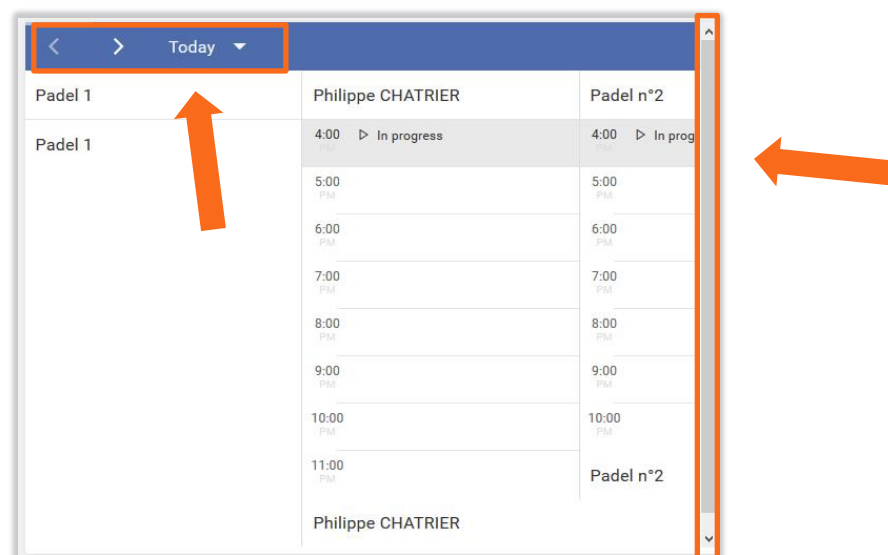 Today
Padel 1
Philippe CHATRIER
Padel n°2
Padel 1
4:00 PM In progress
4:00 PM In prog
5:00 PM
5:00 PM
6:00 PM
6:00 PM
7:00 PM
7:00 PM
8:00 PM
8:00 PM
9:00 PM
9:00 PM
10:00 PM
10:00 PM
11:00 PM
Padel n°2
Philippe CHATRIER